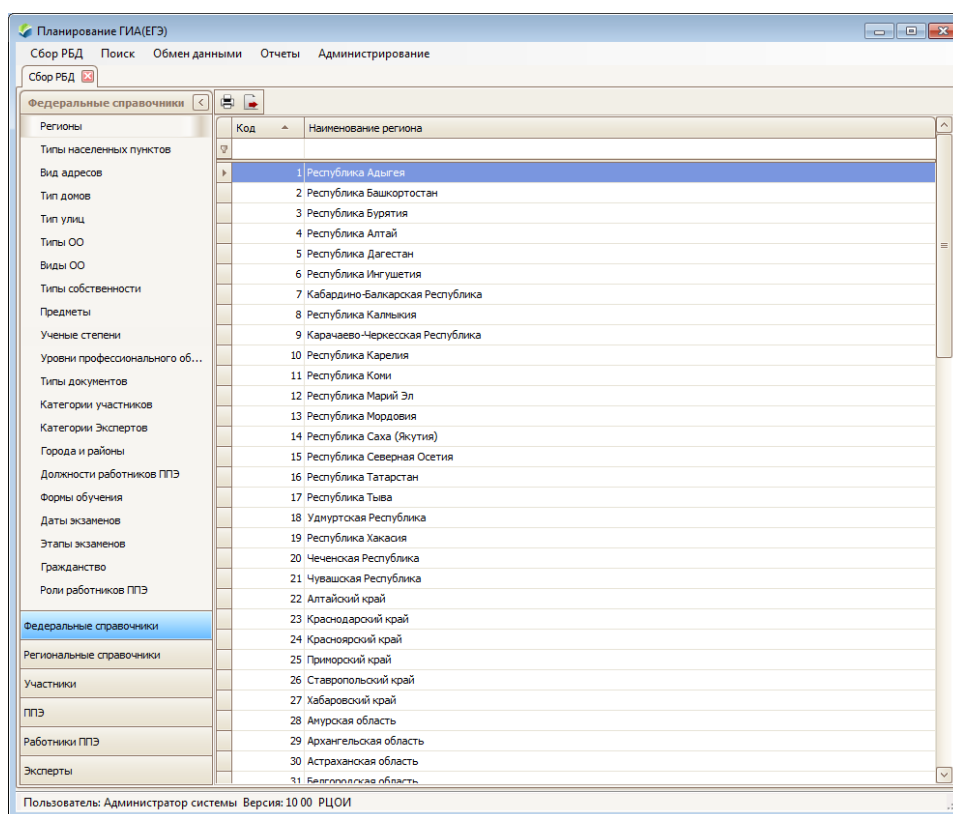 Планирование ГИА(ЕГЭ)
Сбор РБД Поиск Обмен данными Отчеты Администрирование
Сбор РБД
Федеральные справочники
Регионы
Типы населенных пунктов
Вид адресов
Тип домов
Тип улиц
Типы ОО
Виды ОО
Типы собственности
Предметы
Ученые степени
Уровни профессионального об...
Типы документов
Категории участников
Категории Экспертов
Города и районы
Должности работников ППЭ
Формы обучения
Даты экзаменов
Этапы экзаменов
Гражданство
Роли работников ППЭ
Федеральные справочники
Региональные справочники
Участники
ППЭ
Работники ППЭ
Эксперты
Код Наименование региона
1 Республика Адыгея
2 Республика Башкортостан
3 Республика Бурятия
4 Республика Алтай
5 Республика Дагестан
6 Республика Ингушетия
7 Кабардино-Балкарская Республика
8 Республика Калмыкия
9 Карачаево-Черкесская Республика
10 Республика Карелия
11 Республика Коми
12 Республика Марий Эл
13 Республика Мордовия
14 Республика Саха (Якутия)
15 Республика Северная Осетия
16 Республика Татарстан
17 Республика Тыва
18 Удмуртская Республика
19 Республика Хакасия
20 Чеченская Республика
21 Чувашская Республика
22 Алтайский край
23 Краснодарский край
24 Красноярский край
25 Приморский край
26 Ставропольский край
27 Хабаровский край
28 Амурская область
29 Архангельская область
30 Астраханская область
31 Белгородская область
Пользователь: Администратор системы Версия: 10 00 РЦОИ